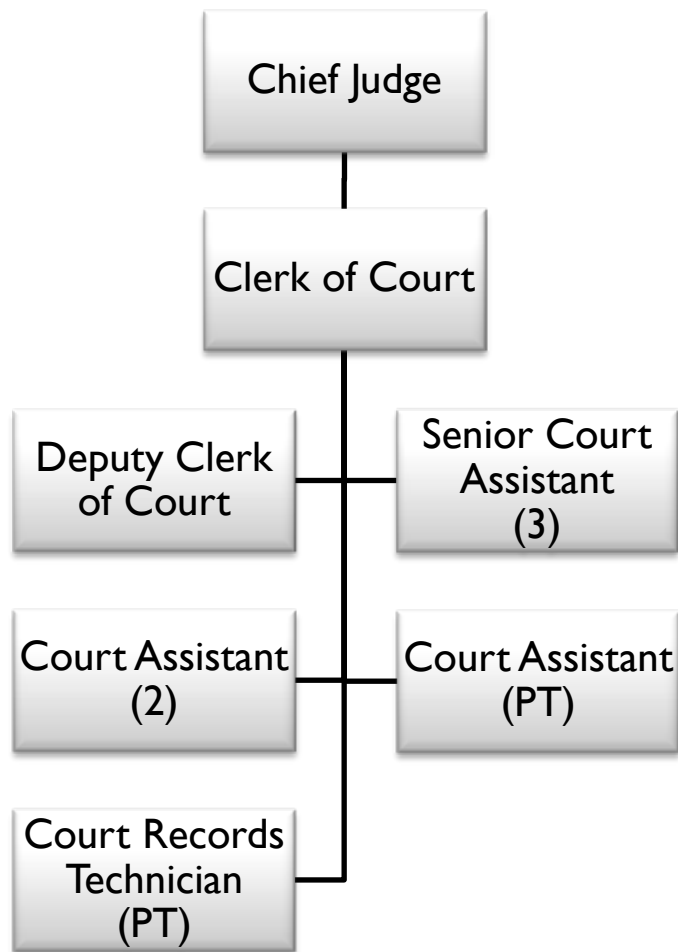 Chief Judge
Clerk of Court
Deputy Clerk
of Court
Senior Court
Assistant
(3)
Court Assistant
(2)
Court Assistant
(PT)
Court Records
Technician
(PT)